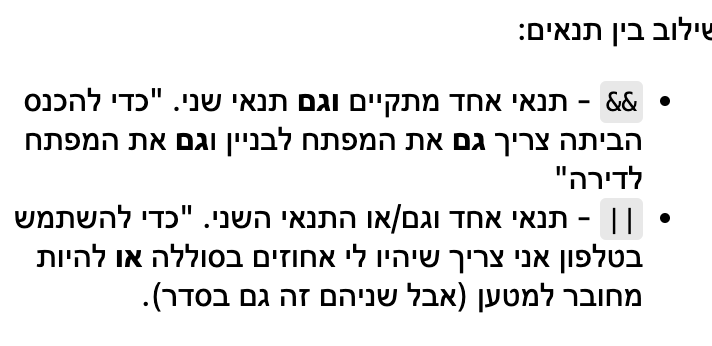 שילוב בין תנאים:
• && - תנאי אחד מתקיים וגם תנאי שני. "כדי להכנס
הביתה צריך גם את המפתח לבניין וגם את המפתח
לדירה"
• || - תנאי אחד וגם/או התנאי השני. "כדי להשתמש
בטלפון אני צריך שיהיו לי אחוזים בסוללה או להיות
מחובר למטען (אבל שניהם זה גם בסדר).